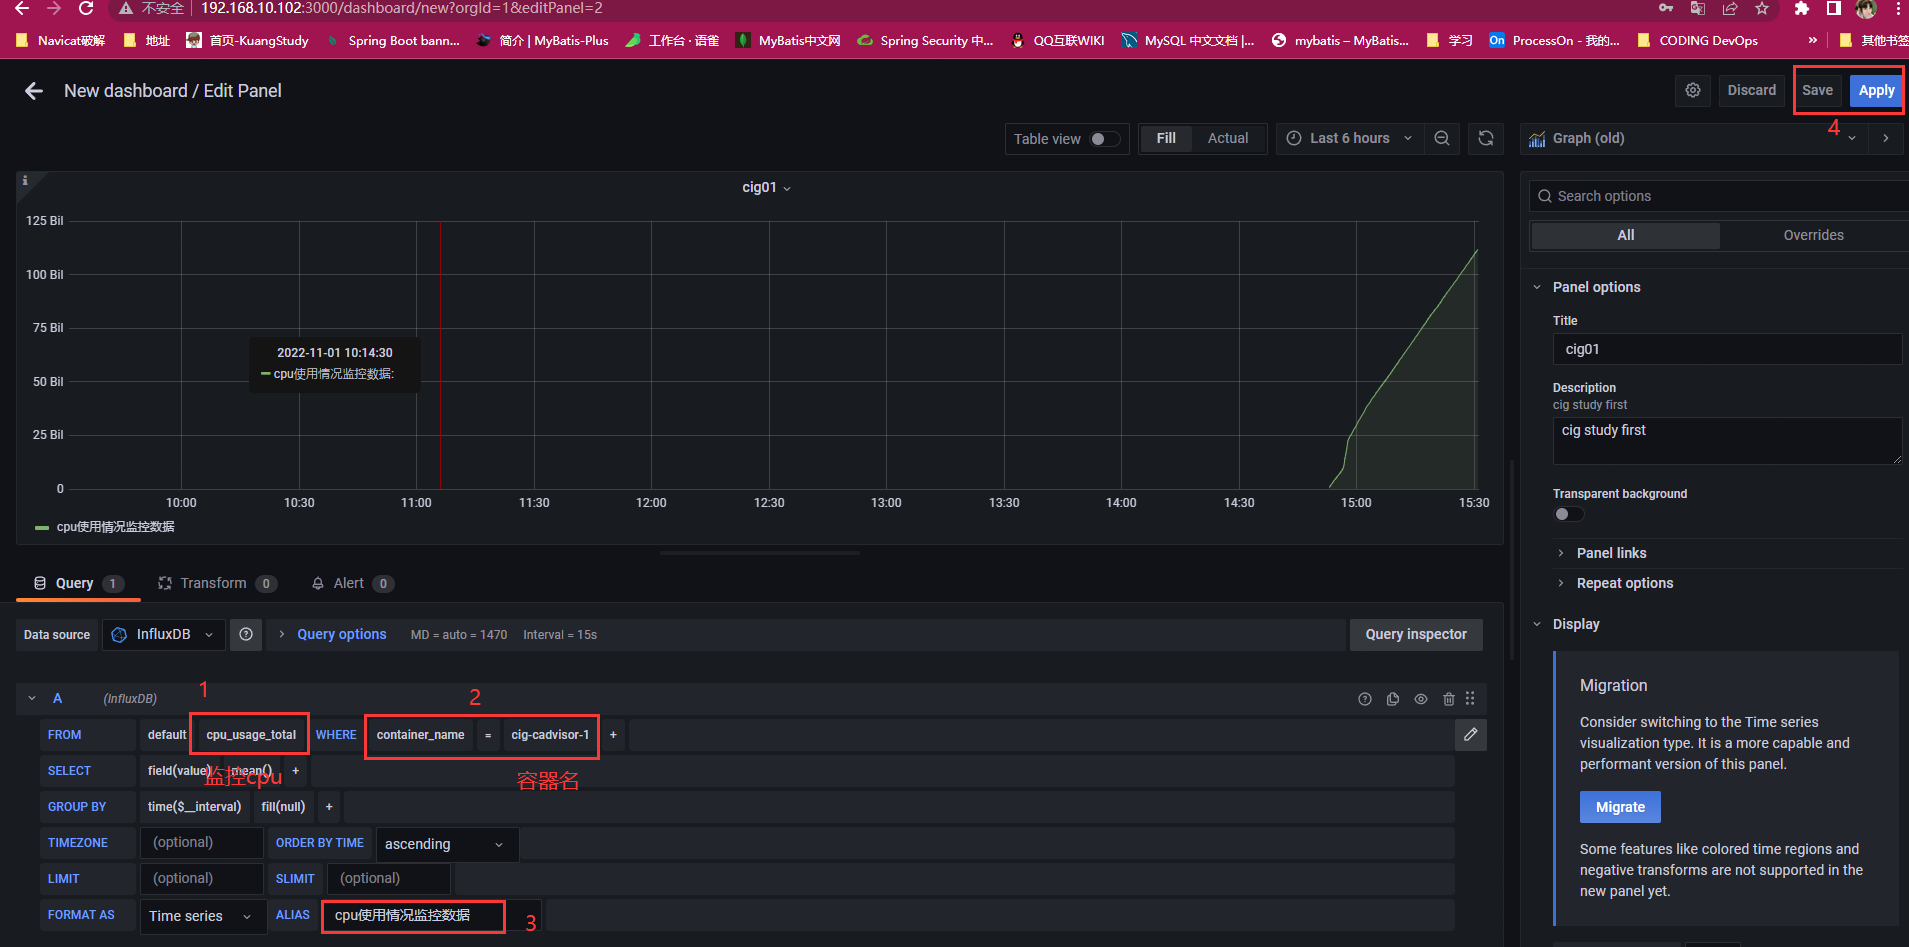 不安全 192.168.10.102:3000/dashboard/new?orgId=1&editPanel=2
Navicat破解 地址 首页-KuangStudy Spring Boot bann... 简介 | MyBatis-Plus 工作台 · 语雀 MyBatis中文网 Spring Security 中... QQ互联WIKI MySQL 中文文档 |... mybatis – MyBatis... 学习 On ProcessOn - 我的... CODING DevOps » 其他书签
New dashboard / Edit Panel
Discard Save Apply
4
Table view Fill Actual Last 6 hours Graph (old)
cig01
125 Bil
100 Bil
75 Bil
50 Bil
25 Bil
0
2022-11-01 10:14:30
cpu使用情况监控数据:
10:00 10:30 11:00 11:30 12:00 12:30 13:00 13:30 14:00 14:30 15:00 15:30
cpu使用情况监控数据
Query 1 Transform 0 Alert 0
Data source InfluxDB Query options MD = auto = 1470 Interval = 15s Query inspector
1
2
A (InfluxDB)
FROM default cpu_usage_total WHERE container_name = cig-cadvisor-1 +
SELECT field(value) mean() +
监控cpu
容器名
GROUP BY time($__interval) fill(null) +
TIMEZONE (optional) ORDER BY TIME ascending
LIMIT (optional) SLIMIT (optional)
FORMAT AS Time series ALIAS cpu使用情况监控数据
3
Search options
All Overrides
Panel options
Title
cig01
Description
cig study first
cig study first
Transparent background
Panel links
Repeat options
Display
Migration
Consider switching to the Time series
visualization type. It is a more capable and
performant version of this panel.
Migrate
Some features like colored time regions and
negative transforms are not supported in the
new panel yet.